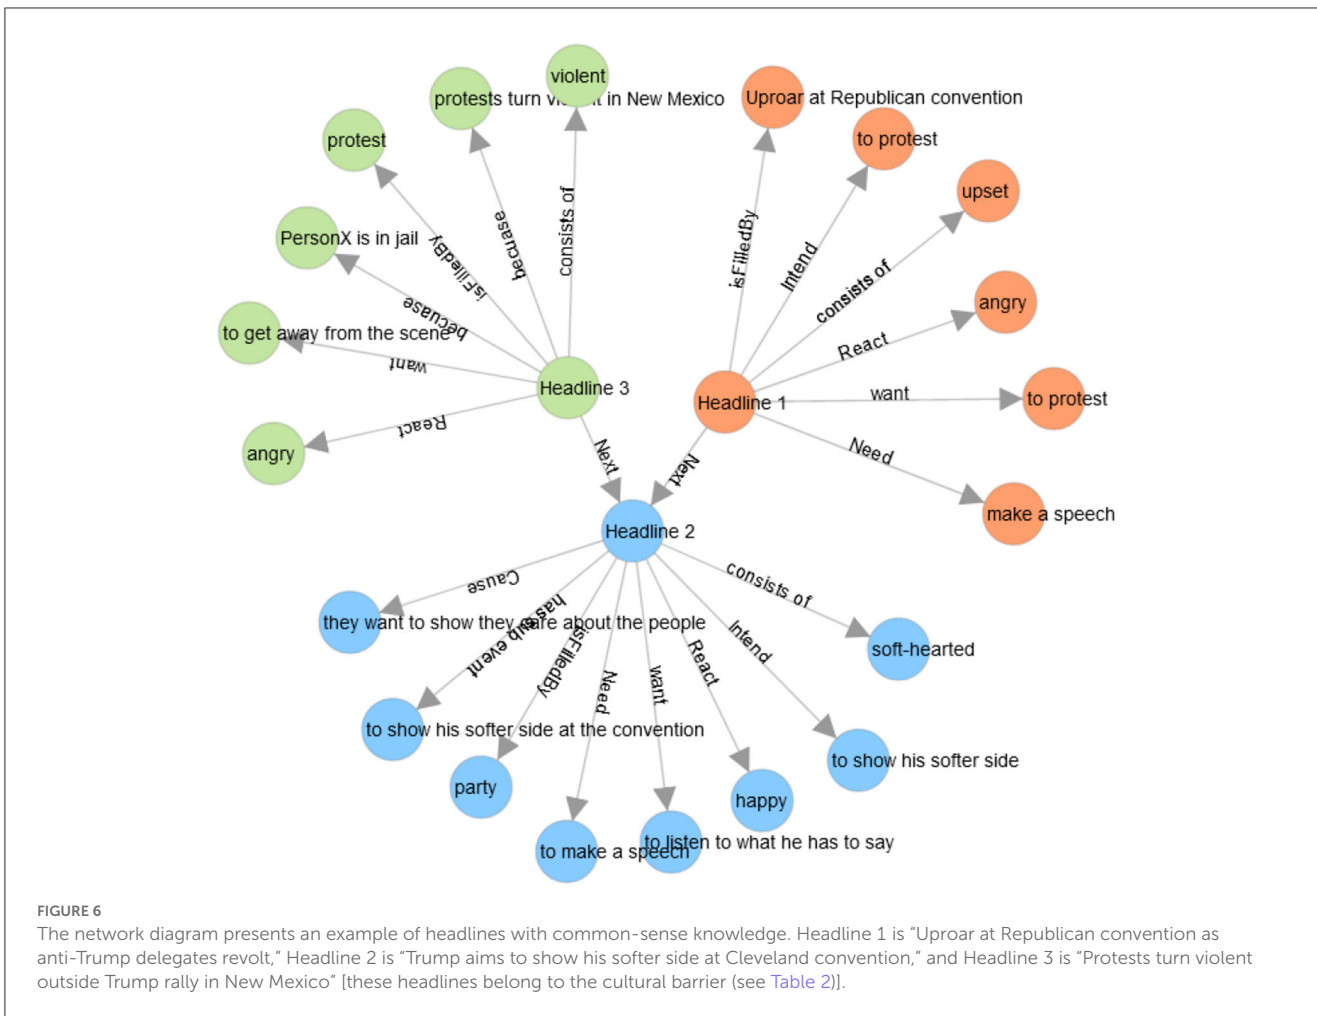 violent
protests turn violent in New Mexico
Uproar at Republican convention
protest
to protest
upset
PersonX is in jail
isFilledBy
becuase
consists of
isFilledBy
Intend
consists of
angry
becuase
to get away from the scene
want
React
Headline 3
Headline 1
want
to protest
React
angry
Next
Next
Need
make a speech
Headline 2
Cause
consists of
they want to show they care about the people
has sub event
isFilledBy
Need
want
React
Intend
soft-hearted
to show his softer side at the convention
to show his softer side
party
happy
to make a speech
to listen to what he has to say
FIGURE 6
The network diagram presents an example of headlines with common-sense knowledge. Headline 1 is “Uproar at Republican convention as
anti-Trump delegates revolt,” Headline 2 is “Trump aims to show his softer side at Cleveland convention,” and Headline 3 is “Protests turn violent
outside Trump rally in New Mexico” [these headlines belong to the cultural barrier (see Table 2)].